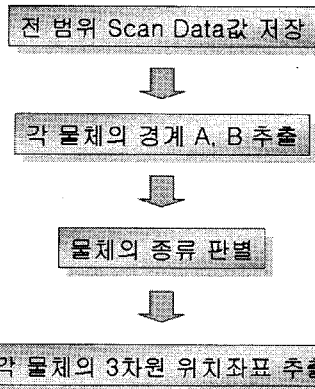 전 범위 Scan Data값 저장
각 물체의 경계 A, B 추출
물체의 종류 판별
각 물체의 3차원 위치좌표 추출